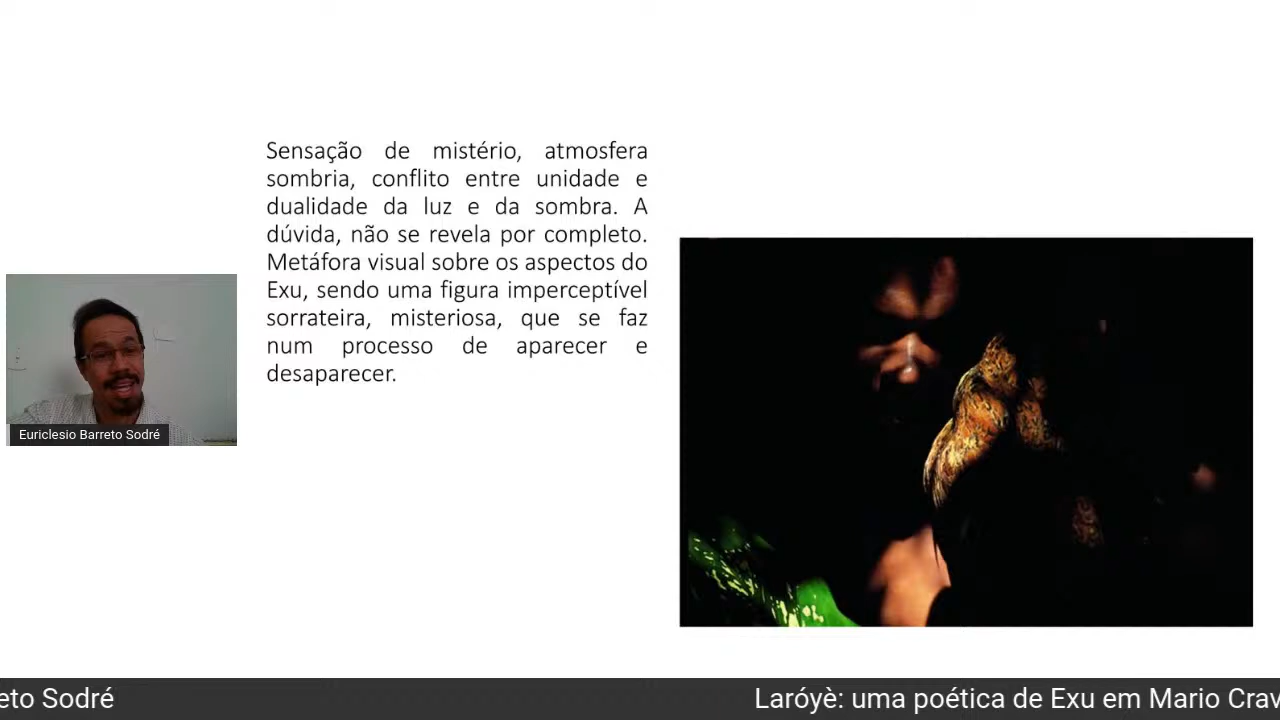 Sensação de mistério, atmosfera
sombria, conflito entre unidade e
dualidade da luz e da sombra. A
dúvida, não se revela por completo.
Metáfora visual sobre os aspectos do
Exu, sendo uma figura imperceptível
sorrateira, misteriosa, que se faz
num processo de aparecer e
desaparecer.
Euriclesio Barreto Sodré
eto Sodré
Laróyè: uma poética de Exu em Mario Crav